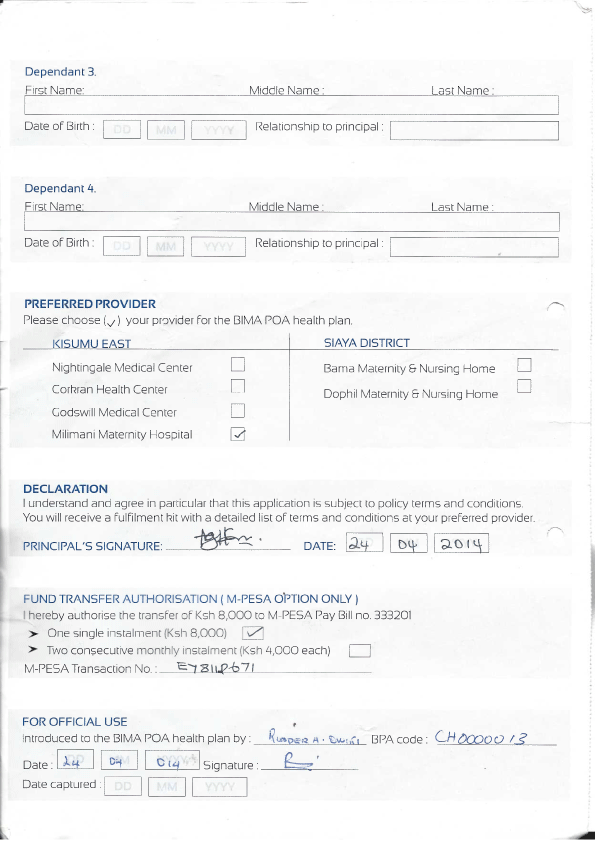 Dependant 3.
First Name: Middle Name : Last Name :
Date of Birth : DD MM YYYY Relationship to principal :
Dependant 4.
First Name: Middle Name : Last Name :
Date of Birth : DD MM YYYY Relationship to principal :
PREFERRED PROVIDER
Please choose (✓) your provider for the BIMA POA health plan.
KISUMU EAST
Nightingale Medical Center
Corkran Health Center
Godswill Medical Center
Milimani Maternity Hospital ✓
SIAYA DISTRICT
Bama Maternity & Nursing Home
Dophil Maternity & Nursing Home
DECLARATION
I understand and agree in particular that this application is subject to policy terms and conditions.
You will receive a fulfilment kit with a detailed list of terms and conditions at your preferred provider.
PRINCIPAL'S SIGNATURE: DATE: 24 04 2014
FUND TRANSFER AUTHORISATION ( M-PESA OPTION ONLY )
I hereby authorise the transfer of Ksh 8,000 to M-PESA Pay Bill no. 333201
➤ One single instalment (Ksh 8,000) ✓
➤ Two consecutive monthly instalment (Ksh 4,000 each)
M-PESA Transaction No. :
FOR OFFICIAL USE
Introduced to the BIMA POA health plan by : BPA code : CH0000013
Date : 24 04 014 Signature :
Date captured : DD MM YYYY